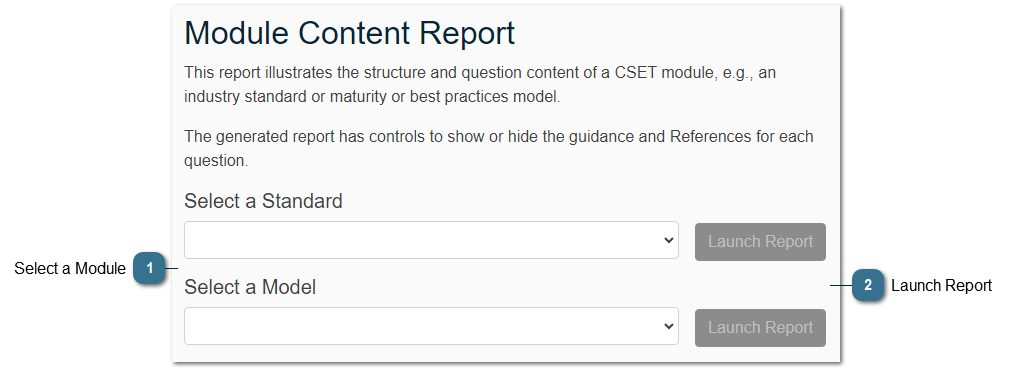 Module Content Report
This report illustrates the structure and question content of a CSET module, e.g., an
industry standard or maturity or best practices model.
The generated report has controls to show or hide the guidance and References for each
question.
Select a Standard
Launch Report
Select a Module 1
2 Launch Report
Select a Model
Launch Report